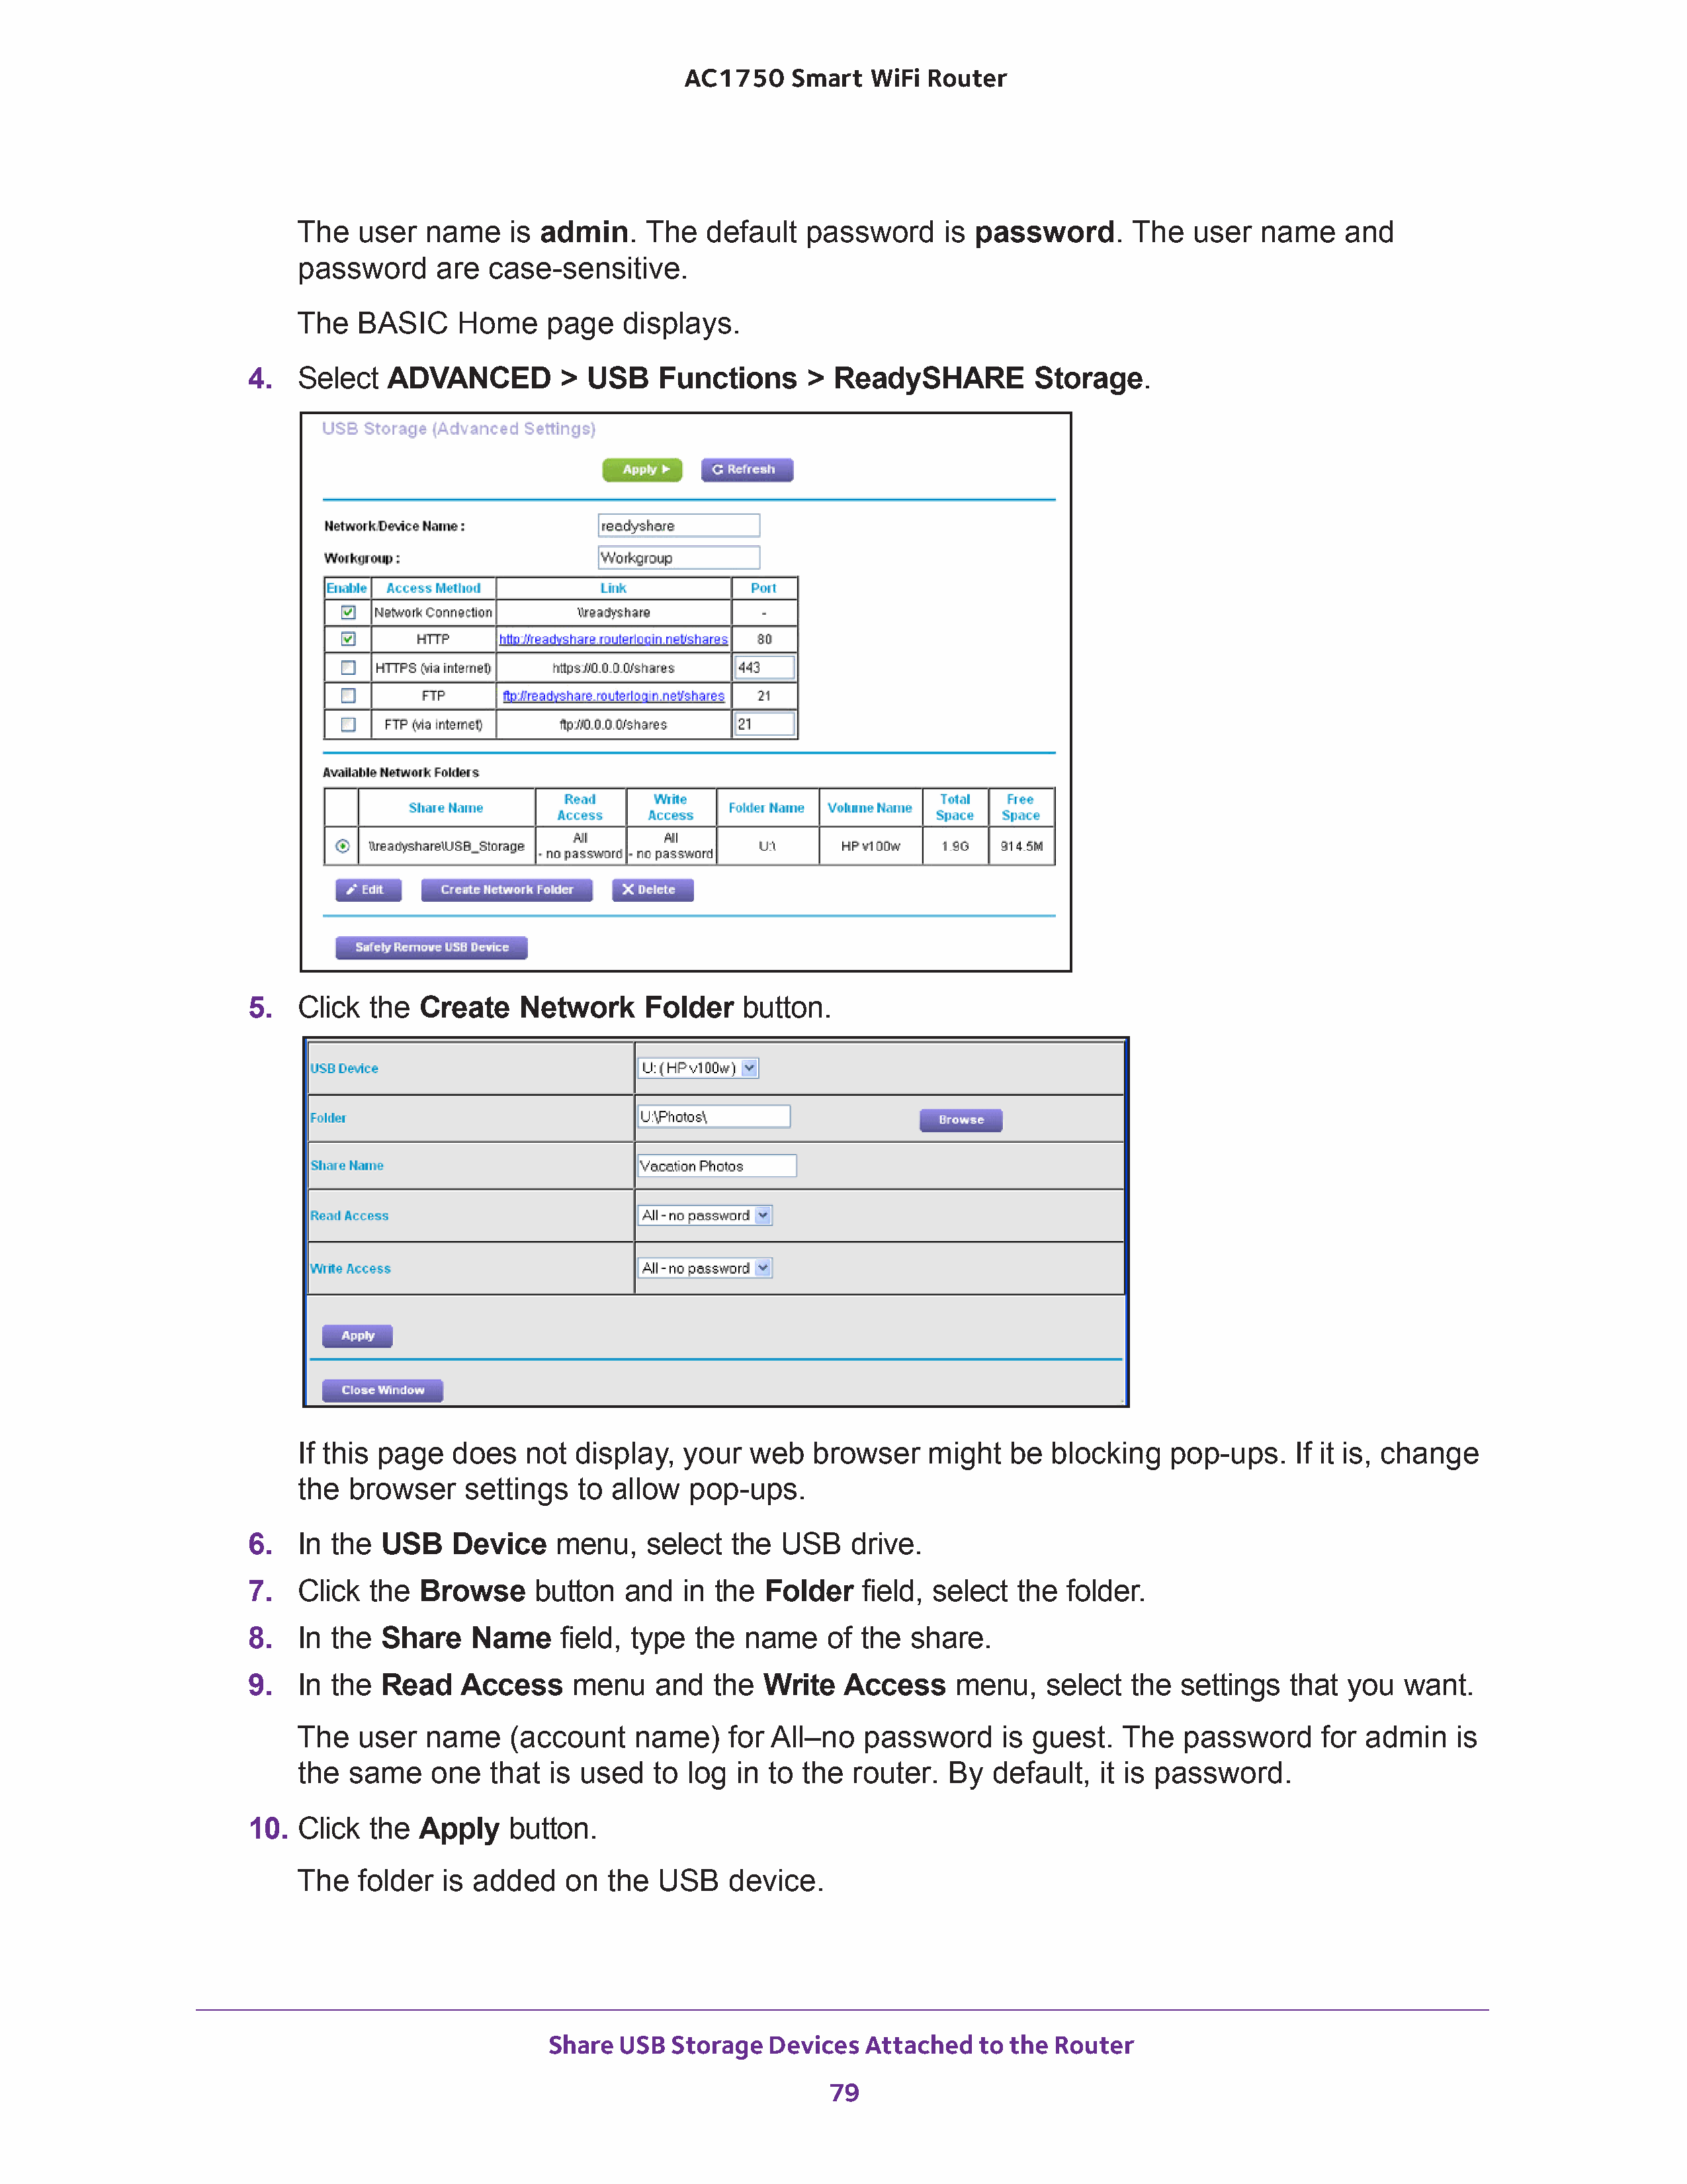 AC1750 Smart WiFi Router
The user name is admin. The default password is password. The user name and
password are case-sensitive.
The BASIC Home page displays.
4. Select ADVANCED > USB Functions > ReadySHARE Storage.
USB Storage (Advanced Settings)
Apply Refresh
Network/Device Name : readyshare
Workgroup : Workgroup
Enable Access Method Link Port
Network Connection \\readyshare -
HTTP http://readyshare.routerlogin.net/shares 80
HTTPS (via internet) https://0.0.0.0/shares 443
FTP ftp://readyshare.routerlogin.net/shares 21
FTP (via internet) ftp://0.0.0.0/shares 21
Available Network Folders
Share Name Read Access Write Access Folder Name Volume Name Total Space Free Space
\\readyshare\USB_Storage All - no password All - no password U:\ HP v100w 1.9G 914.5M
Edit Create Network Folder Delete
Safely Remove USB Device
5. Click the Create Network Folder button.
USB Device U: ( HP v100w )
Folder U:\Photos\ Browse
Share Name Vacation Photos
Read Access All - no password
Write Access All - no password
Apply
Close Window
If this page does not display, your web browser might be blocking pop-ups. If it is, change
the browser settings to allow pop-ups.
6. In the USB Device menu, select the USB drive.
7. Click the Browse button and in the Folder field, select the folder.
8. In the Share Name field, type the name of the share.
9. In the Read Access menu and the Write Access menu, select the settings that you want.
The user name (account name) for All–no password is guest. The password for admin is
the same one that is used to log in to the router. By default, it is password.
10. Click the Apply button.
The folder is added on the USB device.
Share USB Storage Devices Attached to the Router
79